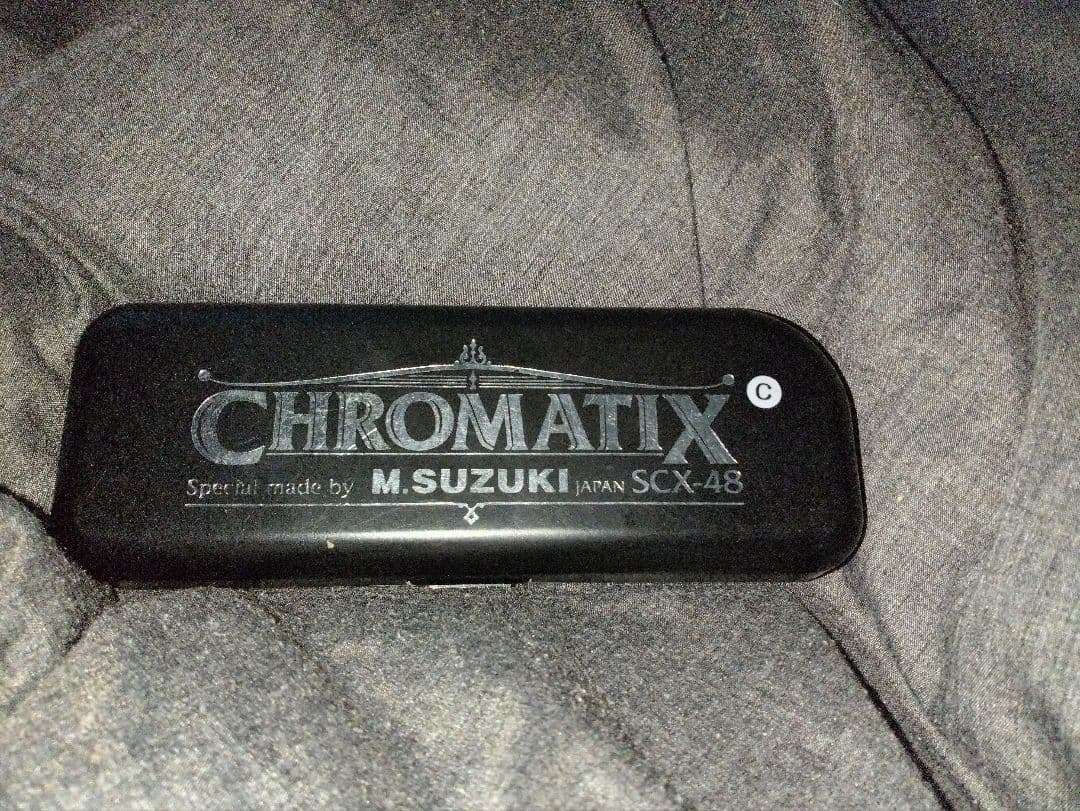 CHROMATIX C
Special made by M.SUZUKI JAPAN SCX-48